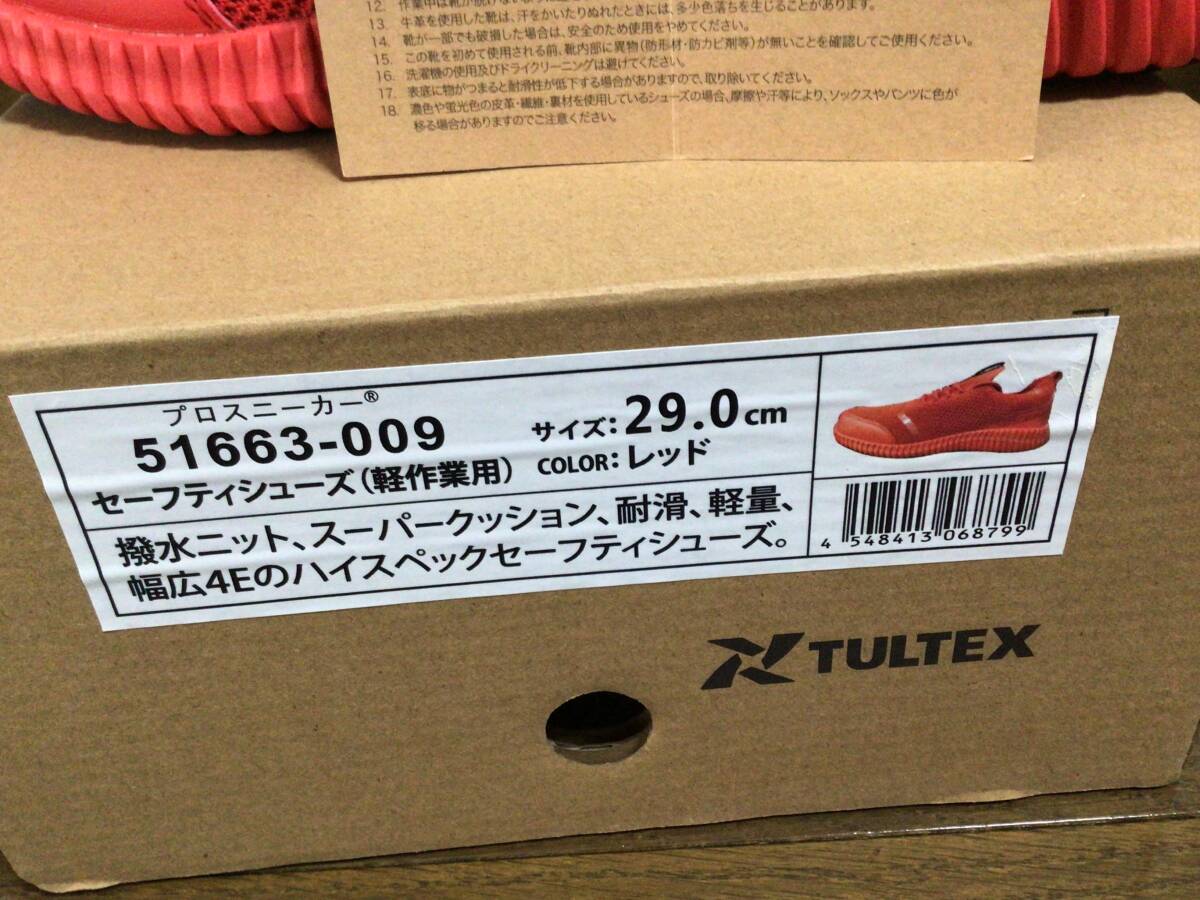 12. 作業中は靴が脱げないように
13. 牛革を使用した靴は、汗をかいたりぬれたときには、多少色落ちを生じることがあります。
14. 靴が一部でも破損した場合は、安全のため使用をやめてください。
15. この靴を初めて使用される前、靴内部に異物(防形材・防カビ剤等)が無いことを確認してご使用ください。
16. 洗濯機の使用及びドライクリーニングは避けてください。
17. 表底に物がつまると耐滑性が低下する場合がありますので、取り除いてください。
18. 濃色や蛍光色の皮革・繊維・裏材を使用しているシューズの場合、摩擦や汗等により、ソックスやパンツに色が
移る場合がありますのでご注意ください。
プロスニーカー®
51663-009
セーフティシューズ(軽作業用)
サイズ:29.0cm
COLOR:レッド
撥水ニット、スーパークッション、耐滑、軽量、
幅広4Eのハイスペックセーフティシューズ。
4 548413 068799
TULTEX